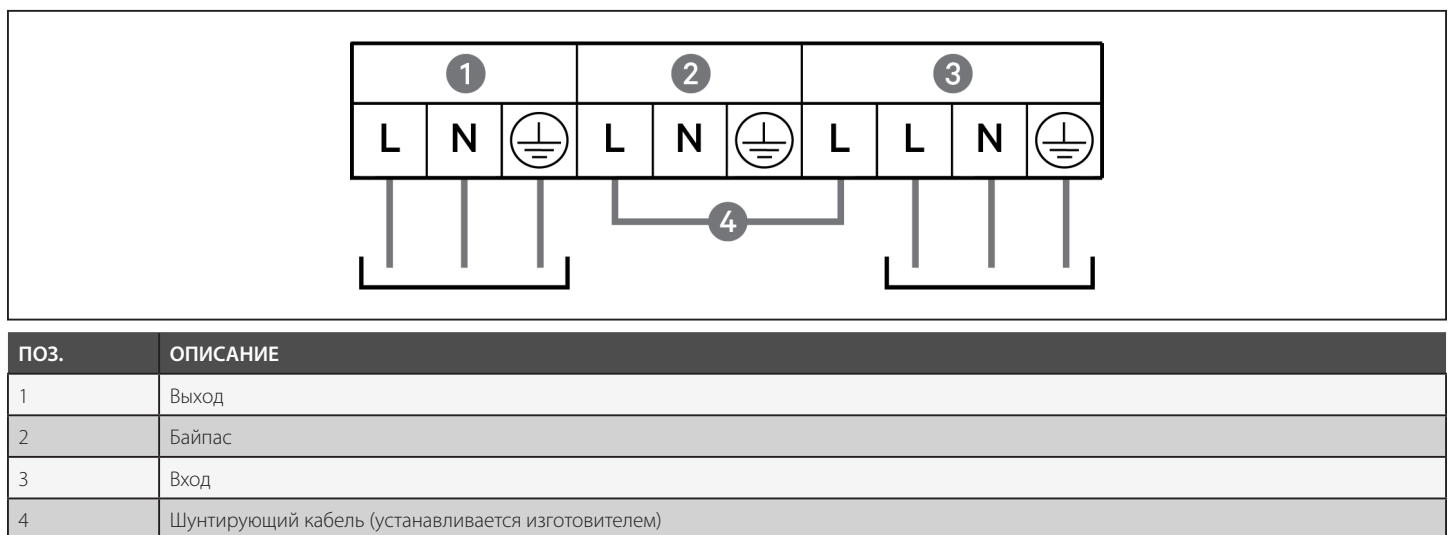 1 2 3
L N L N L L N
4
ПОЗ. ОПИСАНИЕ
1 Выход
2 Байпас
3 Вход
4 Шунтирующий кабель (устанавливается изготовителем)